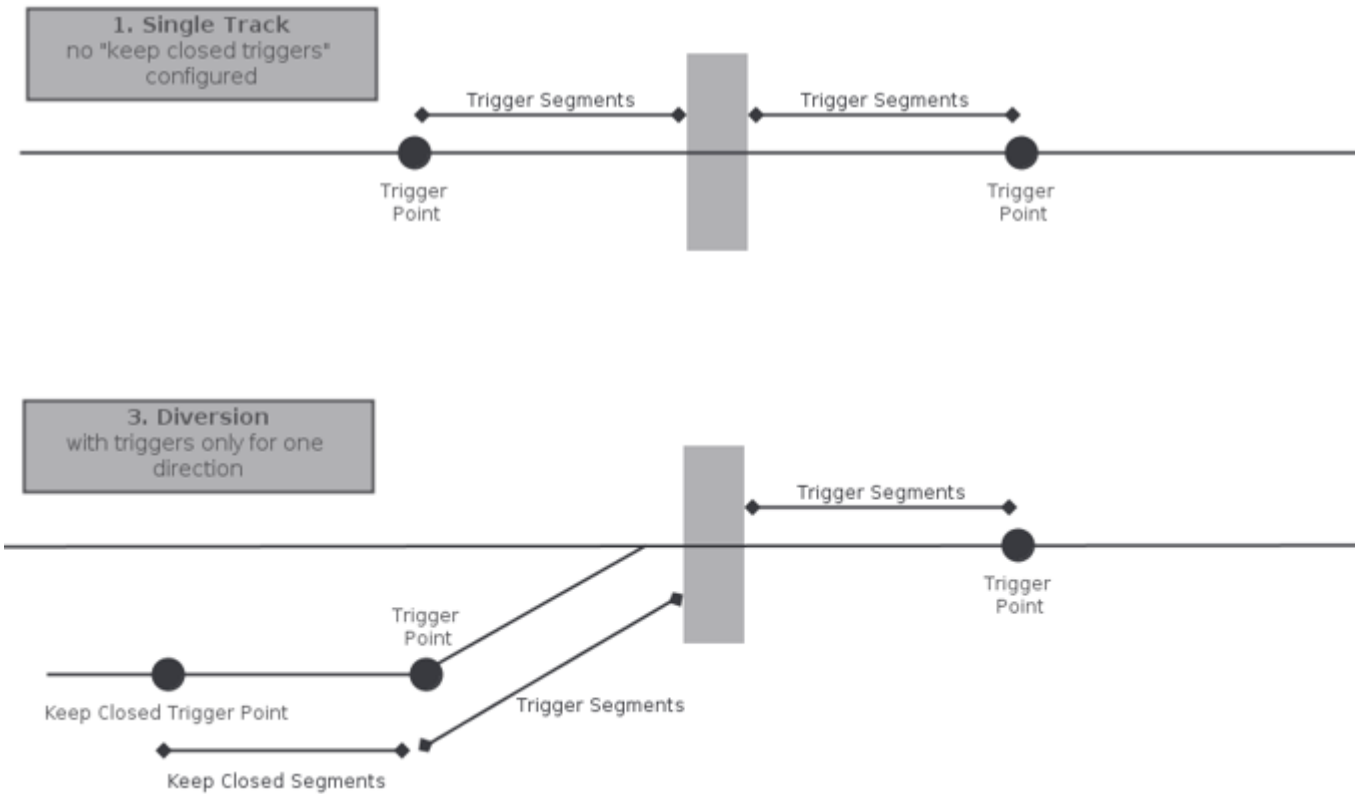 1. Single Track
no "keep closed triggers"
configured
Trigger Segments
Trigger Segments
Trigger
Point
Trigger
Point
3. Diversion
with triggers only for one
direction
Trigger Segments
Trigger
Point
Trigger
Point
Keep Closed Trigger Point
Trigger Segments
Keep Closed Segments